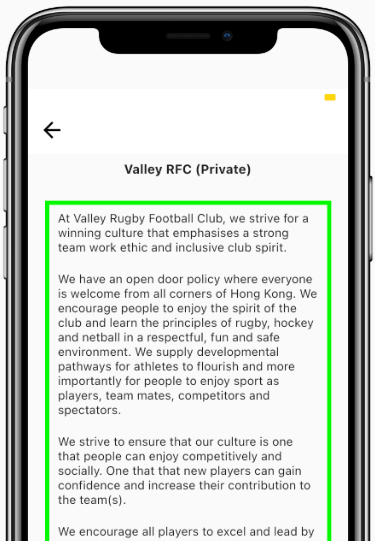 Valley RFC (Private)
At Valley Rugby Football Club, we strive for a
winning culture that emphasises a strong
team work ethic and inclusive club spirit.
We have an open door policy where everyone
is welcome from all corners of Hong Kong. We
encourage people to enjoy the spirit of the
club and learn the principles of rugby, hockey
and netball in a respectful, fun and safe
environment. We supply developmental
pathways for athletes to flourish and more
importantly for people to enjoy sport as
players, team mates, competitors and
spectators.
We strive to ensure that our culture is one
that people can enjoy competitively and
socially. One that that new players can gain
confidence and increase their contribution to
the team(s).
We encourage all players to excel and lead by